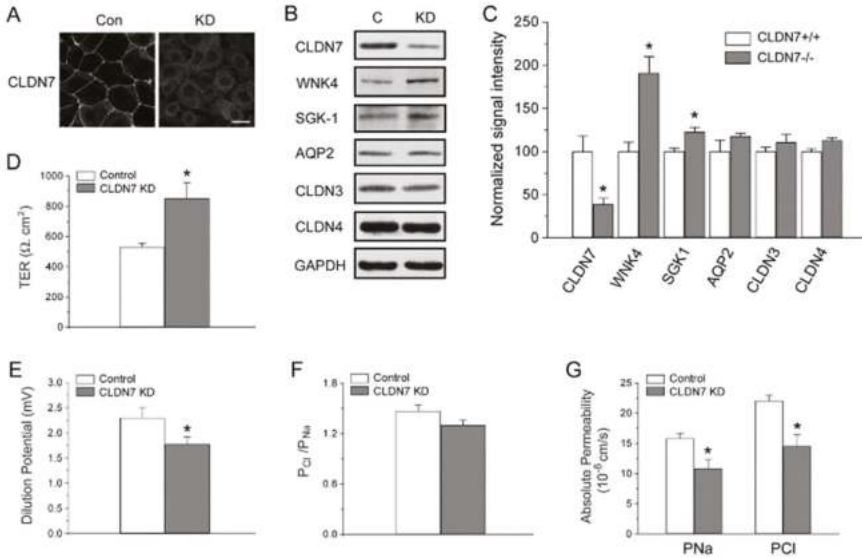 A
Con
KD
CLDN7
B
C
KD
CLDN7
WNK4
SGK-1
AQP2
CLDN3
CLDN4
GAPDH
C
Normalized signal intensity
250
200
150
100
50
0
CLDN7+/+
CLDN7-/-
*
*
*
CLDN7
WNK4
SGK1
AQP2
CLDN3
CLDN4
D
TER (Ω. cm²)
1000
800
600
400
200
0
Control
CLDN7 KD
*
E
Dilution Potential (mV)
3.0
2.5
2.0
1.5
1.0
0.5
0.0
Control
CLDN7 KD
*
F
PCl /PNa
1.8
1.2
0.6
0.0
Control
CLDN7 KD
G
Absolute Permeability
(10⁻⁶ cm/s)
25
20
15
10
5
0
Control
CLDN7 KD
*
*
PNa
PCl